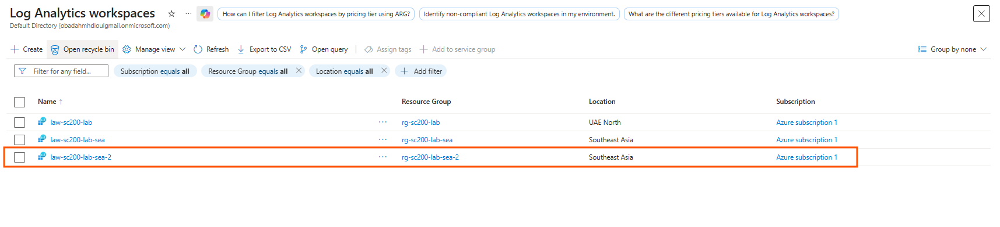 Log Analytics workspaces
How can I filter Log Analytics workspaces by pricing tier using ARG?
Identify non-compliant Log Analytics workspaces in my environment.
What are the different pricing tiers available for Log Analytics workspaces?
Default Directory (obadahmhdlouigmail.onmicrosoft.com)
Create Open recycle bin Manage view Refresh Export to CSV Open query Assign tags Add to service group Group by none
Filter for any field... Subscription equals all Resource Group equals all Location equals all Add filter
Name ↑ Resource Group Location Subscription
law-sc200-lab ... rg-sc200-lab UAE North Azure subscription 1
law-sc200-lab-sea ... rg-sc200-lab-sea Southeast Asia Azure subscription 1
law-sc200-lab-sea-2 ... rg-sc200-lab-sea-2 Southeast Asia Azure subscription 1